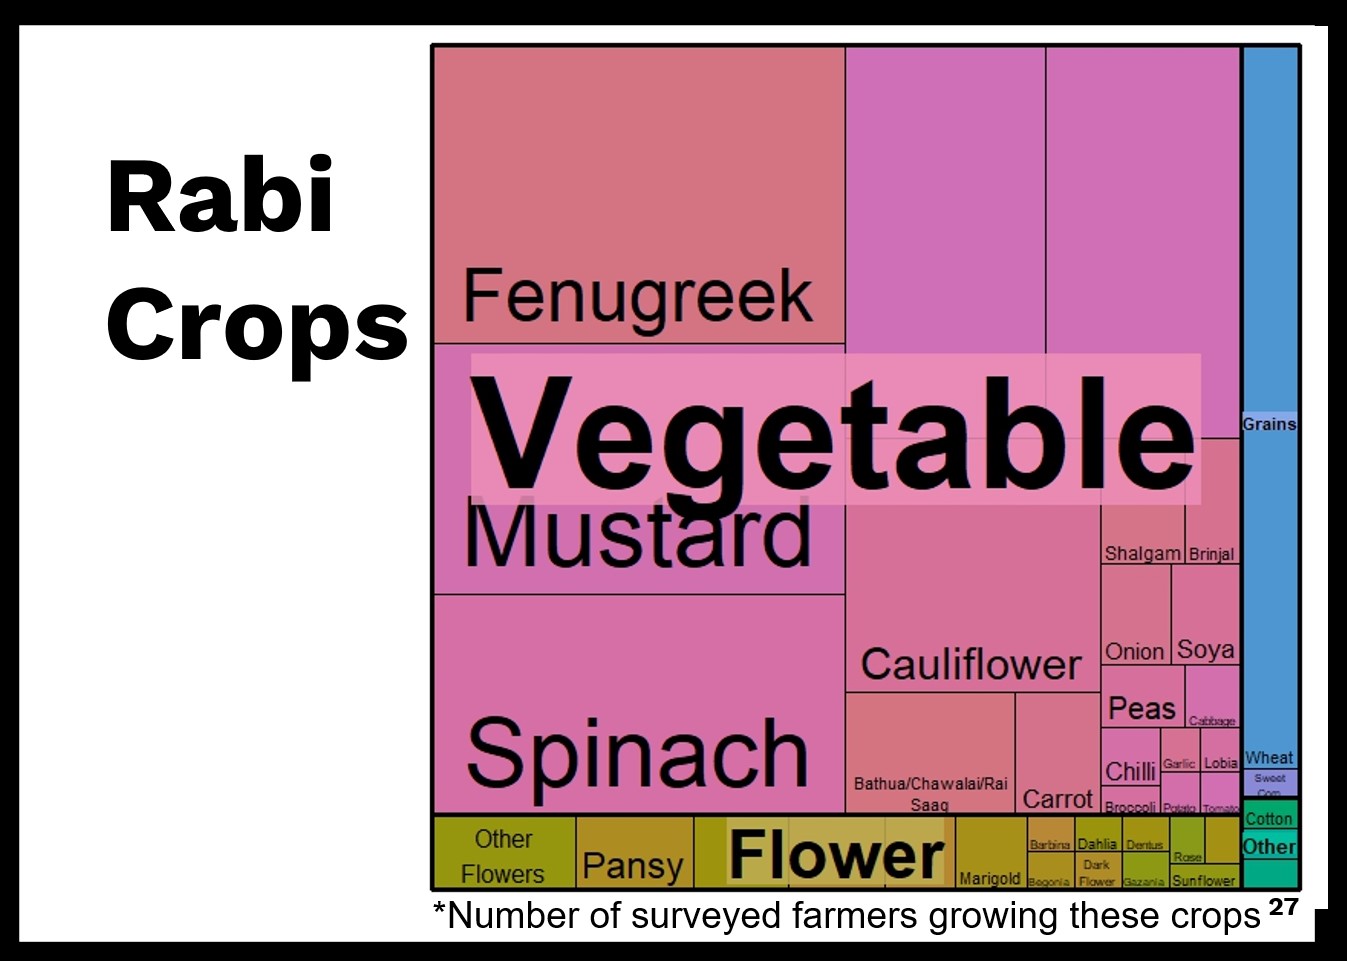 Rabi
Crops
Fenugreek
Vegetable
Mustard
Spinach
Cauliflower
Bathua/Chawalai/Rai
Saag
Carrot
Shalgam
Brinjal
Onion
Soya
Peas
Cabbage
Chilli
Garlic
Lobia
Broccoli
Potato
Tomato
Grains
Wheat
Sweet
Corn
Cotton
Other
Other
Flowers
Pansy
Flower
Marigold
Barbina
Dahlia
Dentus
Rose
Begonia
Dark
Flower
Gazania
Sunflower
*Number of surveyed farmers growing these crops
27